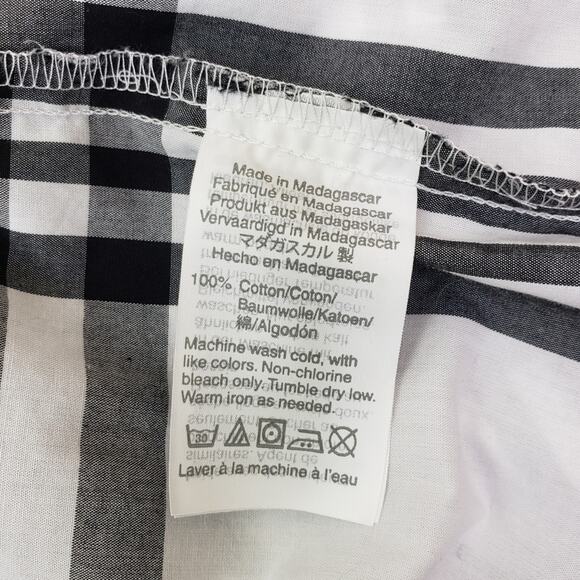 Made in Madagascar
Fabriqué en Madagascar
Produkt aus Madagaskar
Vervaardigd in Madagascar
マダガスカル 製
Hecho en Madagascar
100% Cotton/Coton/
Baumwolle/Katoen/
綿/Algodón
Machine wash cold, with
like colors. Non-chlorine
bleach only. Tumble dry low.
Warm iron as needed.
30
Laver à la machine à l'eau